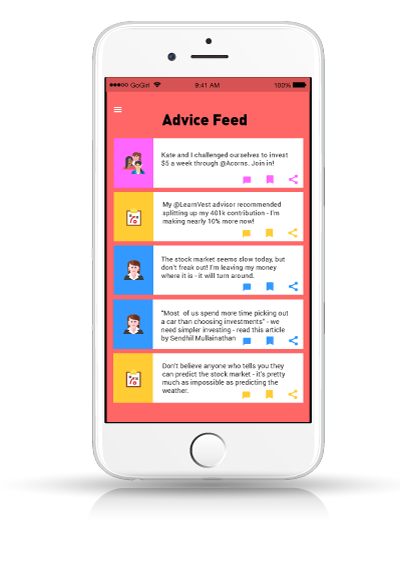 GoGirl 9:41 AM 100%
Advice Feed
Kate and I challenged ourselves to invest
$5 a week through @Acorns. Join in!
My @LearnVest advisor recommended
splitting up my 401k contribution - I'm
making nearly 10% more now!
The stock market seems slow today, but
don't freak out! I'm leaving my money
where it is - it will turn around.
"Most of us spend more time picking out
a car than choosing investments" - we
need simpler investing - read this article
by Sendhil Mullainathan
Don't believe anyone who tells you they
can predict the stock market - it's pretty
much as impossible as predicting the
weather.